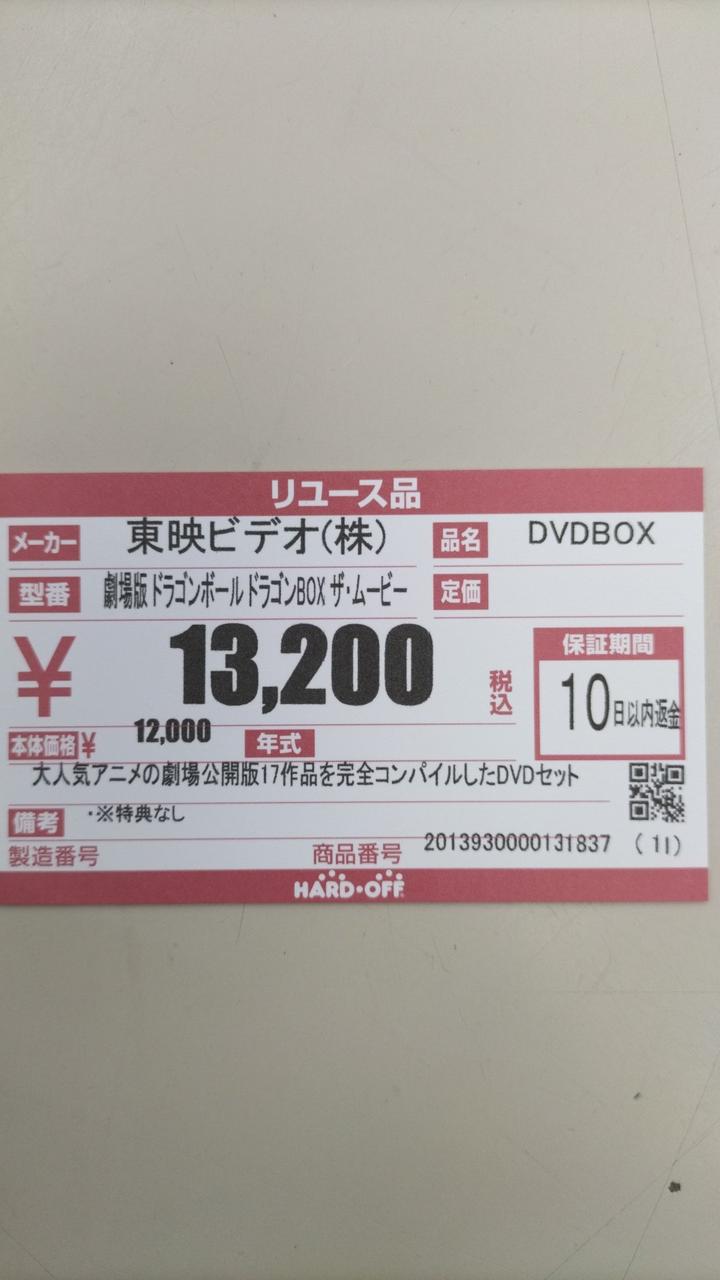 リユース品
メーカー 東映ビデオ(株) 品名 DVDBOX
型番 劇場版 ドラゴンボール ドラゴンBOX ザ・ムービー 定価
¥ 13,200 税込 保証期間
10日以内返金
本体価格 ¥ 12,000 年式
大人気アニメの劇場公開版17作品を完全コンパイルしたDVDセット
備考 ・※特典なし
製造番号 商品番号 2013930000131837 (1I)
HARD・OFF